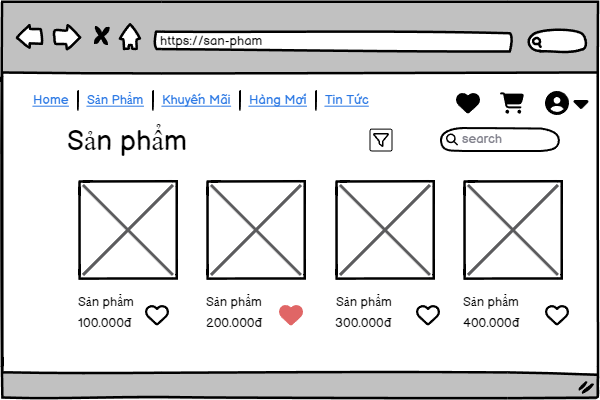 https://san-pham
Home | Sản Phẩm | Khuyến Mãi | Hàng Mới | Tin Tức
Sản phẩm
search
Sản phẩm
100.000đ
Sản phẩm
200.000đ
Sản phẩm
300.000đ
Sản phẩm
400.000đ